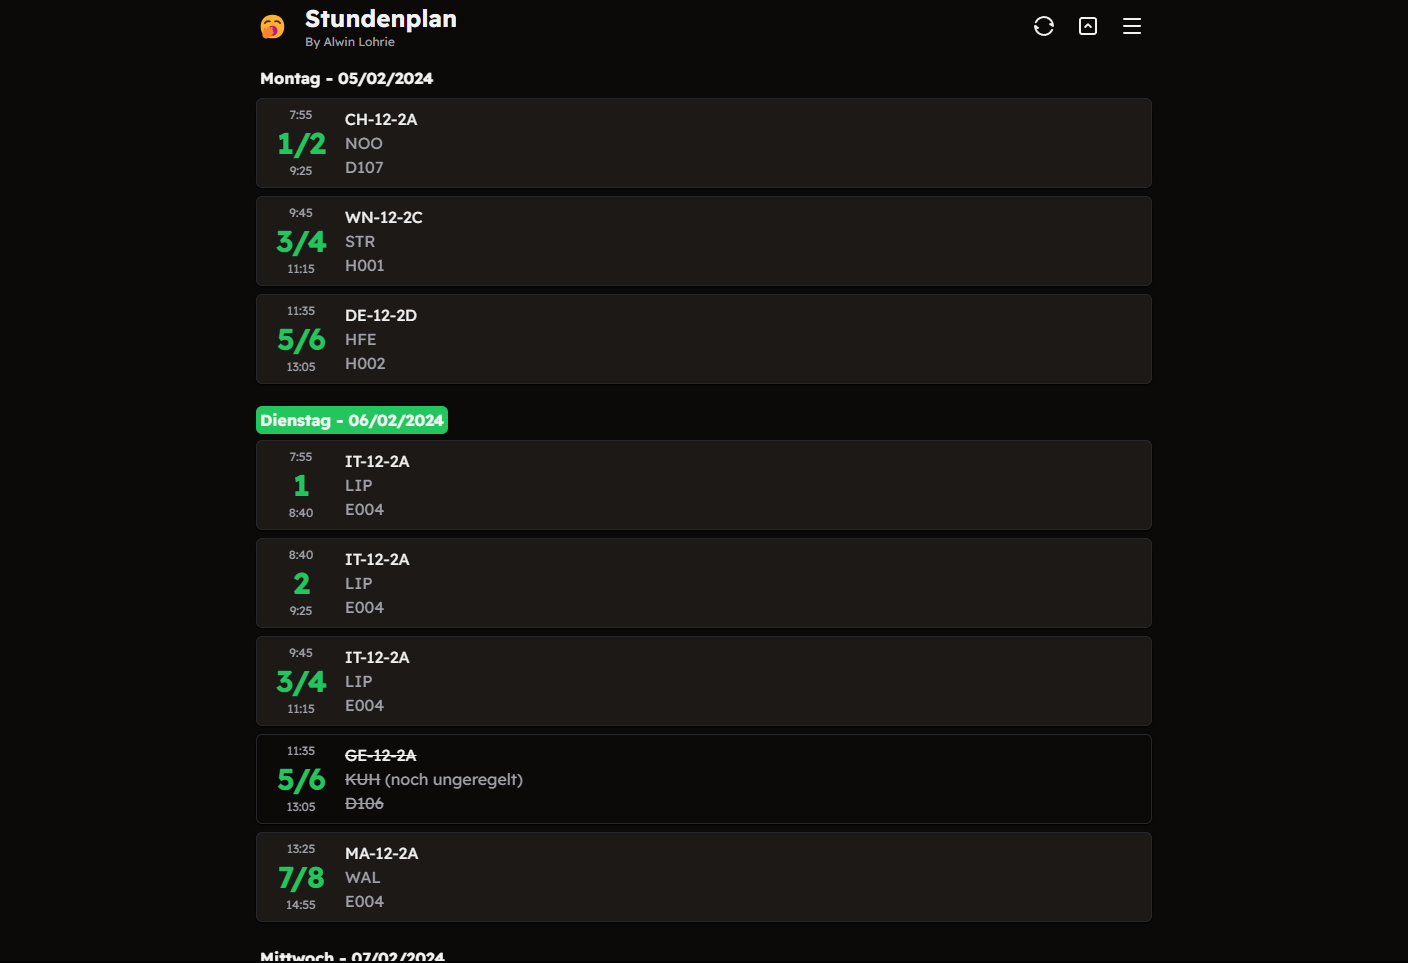 Stundenplan
By Alwin Lohrie
Montag - 05/02/2024
7:55
1/2
9:25
CH-12-2A
NOO
D107
9:45
3/4
11:15
WN-12-2C
STR
H001
11:35
5/6
13:05
DE-12-2D
HFE
H002
Dienstag - 06/02/2024
7:55
1
8:40
IT-12-2A
LIP
E004
8:40
2
9:25
IT-12-2A
LIP
E004
9:45
3/4
11:15
IT-12-2A
LIP
E004
11:35
5/6
13:05
GE-12-2A
KUH (noch ungeregelt)
D106
13:25
7/8
14:55
MA-12-2A
WAL
E004
Mittwoch - 07/02/2024